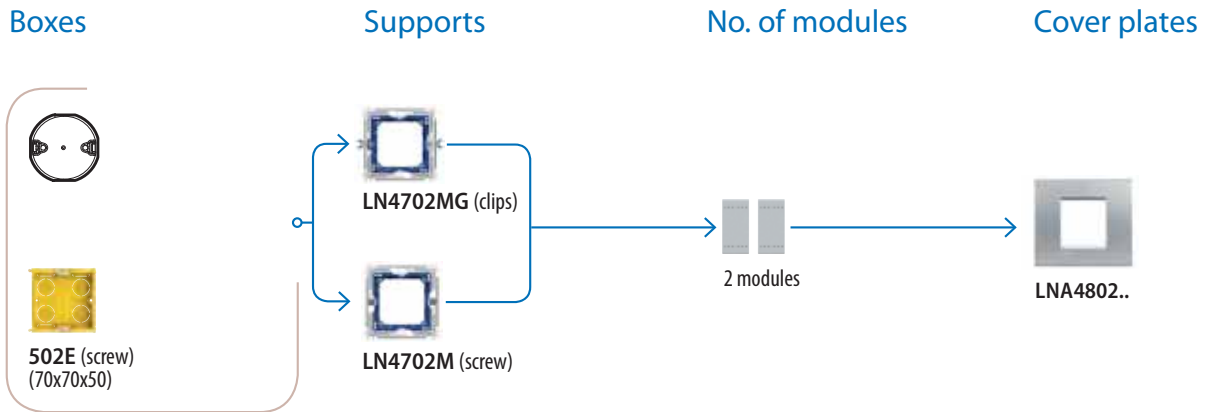 Boxes
Supports
No. of modules
Cover plates
LN4702MG (clips)
2 modules
LNA4802..
502E (screw)
(70x70x50)
LN4702M (screw)